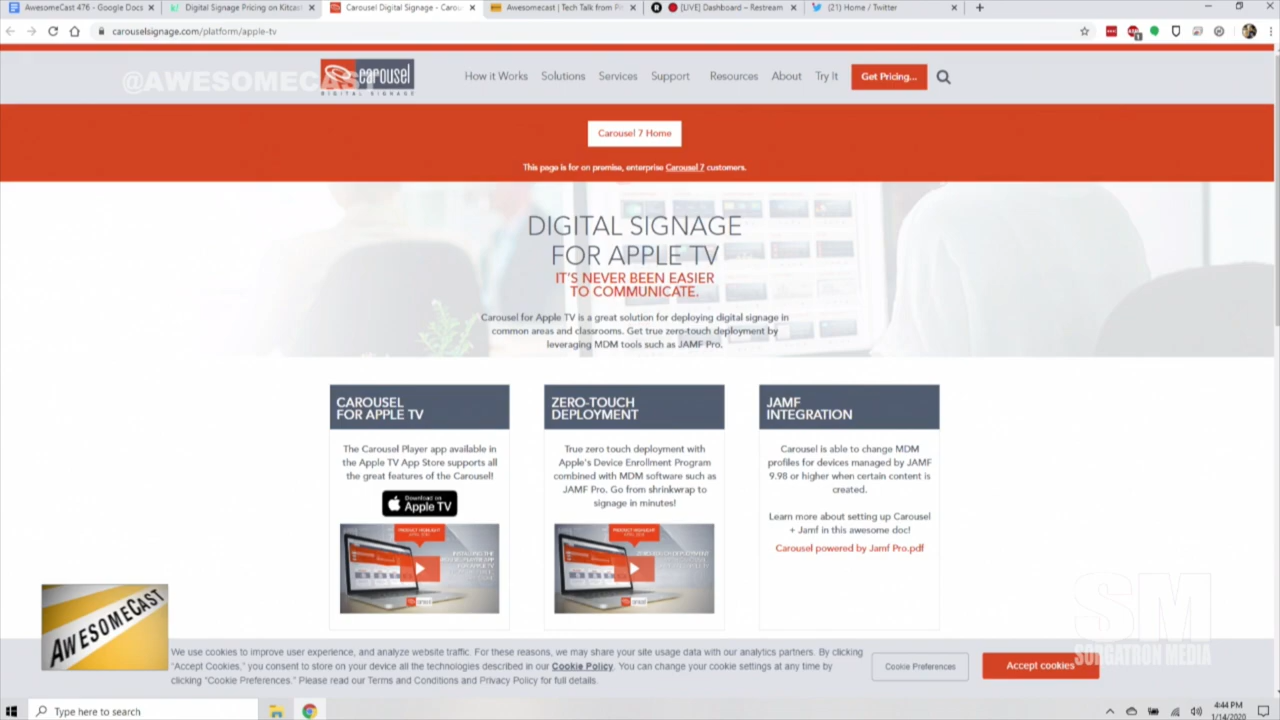 AwesomeCast 476 - Google Docs
Digital Signage Pricing on Kitcas
Carousel Digital Signage - Carou
Awesomecast | Tech Talk from Pi
[LIVE] Dashboard – Restream
(21) Home / Twitter
carouselsignage.com/platform/apple-tv
@AWESOMECAST
carousel
DIGITAL SIGNAGE
How it Works
Solutions
Services
Support
Resources
About
Try It
Get Pricing...
Carousel 7 Home
This page is for on premise, enterprise Carousel 7 customers.
DIGITAL SIGNAGE
FOR APPLE TV
IT'S NEVER BEEN EASIER
TO COMMUNICATE.
Carousel for Apple TV is a great solution for deploying digital signage in
common areas and classrooms. Get true zero-touch deployment by
leveraging MDM tools such as JAMF Pro.
CAROUSEL
FOR APPLE TV
The Carousel Player app available in
the Apple TV App Store supports all
the great features of the Carousel!
Download on
Apple TV
PRODUCT HIGHLIGHT
ZERO-TOUCH
DEPLOYMENT
True zero touch deployment with
Apple's Device Enrollment Program
combined with MDM software such as
JAMF Pro. Go from shrinkwrap to
signage in minutes!
PRODUCT HIGHLIGHT
JAMF
INTEGRATION
Carousel is able to change MDM
profiles for devices managed by JAMF
9.98 or higher when certain content is
created.
Learn more about setting up Carousel
+ Jamf in this awesome doc!
Carousel powered by Jamf Pro.pdf
AWESOMECAST
SM
SORGATRON MEDIA
We use cookies to improve user experience, and analyze website traffic. For these reasons, we may share your site usage data with our analytics partners. By clicking
"Accept Cookies," you consent to store on your device all the technologies described in our Cookie Policy. You can change your cookie settings at any time by
clicking "Cookie Preferences." Please read our Terms and Conditions and Privacy Policy for full details.
Cookie Preferences
Accept cookies
Type here to search
4:44 PM
1/14/2020